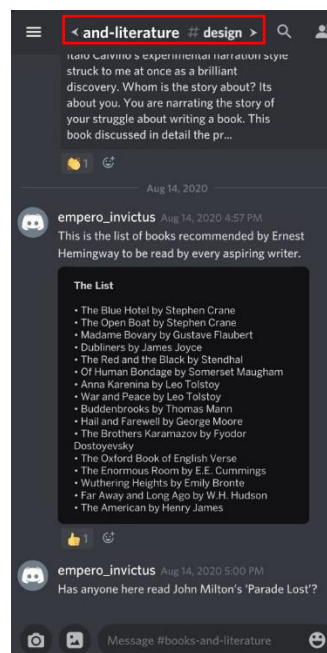 < and-literature # design >
Italo Calvino's experimental narration style
struck to me at once as a brilliant
discovery. Whom is the story about? Its
about you. You are narrating the story of
your struggle about writing a book. This
book discussed in detail the pr...
1
Aug 14, 2020
empero_invictus Aug 14, 2020 4:57 PM
This is the list of books recommended by Ernest
Hemingway to be read by every aspiring writer.
The List
• The Blue Hotel by Stephen Crane
• The Open Boat by Stephen Crane
• Madame Bovary by Gustave Flaubert
• Dubliners by James Joyce
• The Red and the Black by Stendhal
• Of Human Bondage by Somerset Maugham
• Anna Karenina by Leo Tolstoy
• War and Peace by Leo Tolstoy
• Buddenbrooks by Thomas Mann
• Hail and Farewell by George Moore
• The Brothers Karamazov by Fyodor
Dostoyevsky
• The Oxford Book of English Verse
• The Enormous Room by E.E. Cummings
• Wuthering Heights by Emily Bronte
• Far Away and Long Ago by W.H. Hudson
• The American by Henry James
1
empero_invictus Aug 14, 2020 5:00 PM
Has anyone here read John Milton's 'Parade Lost'?
Message #books-and-literature